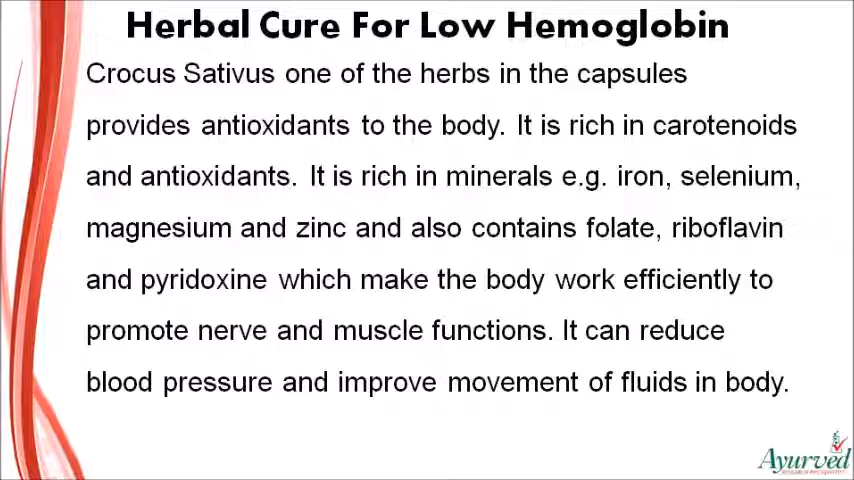 Herbal Cure For Low Hemoglobin
Crocus Sativus one of the herbs in the capsules
provides antioxidants to the body. It is rich in carotenoids
and antioxidants. It is rich in minerals e.g. iron, selenium,
magnesium and zinc and also contains folate, riboflavin
and pyridoxine which make the body work efficiently to
promote nerve and muscle functions. It can reduce
blood pressure and improve movement of fluids in body.
Ayurved